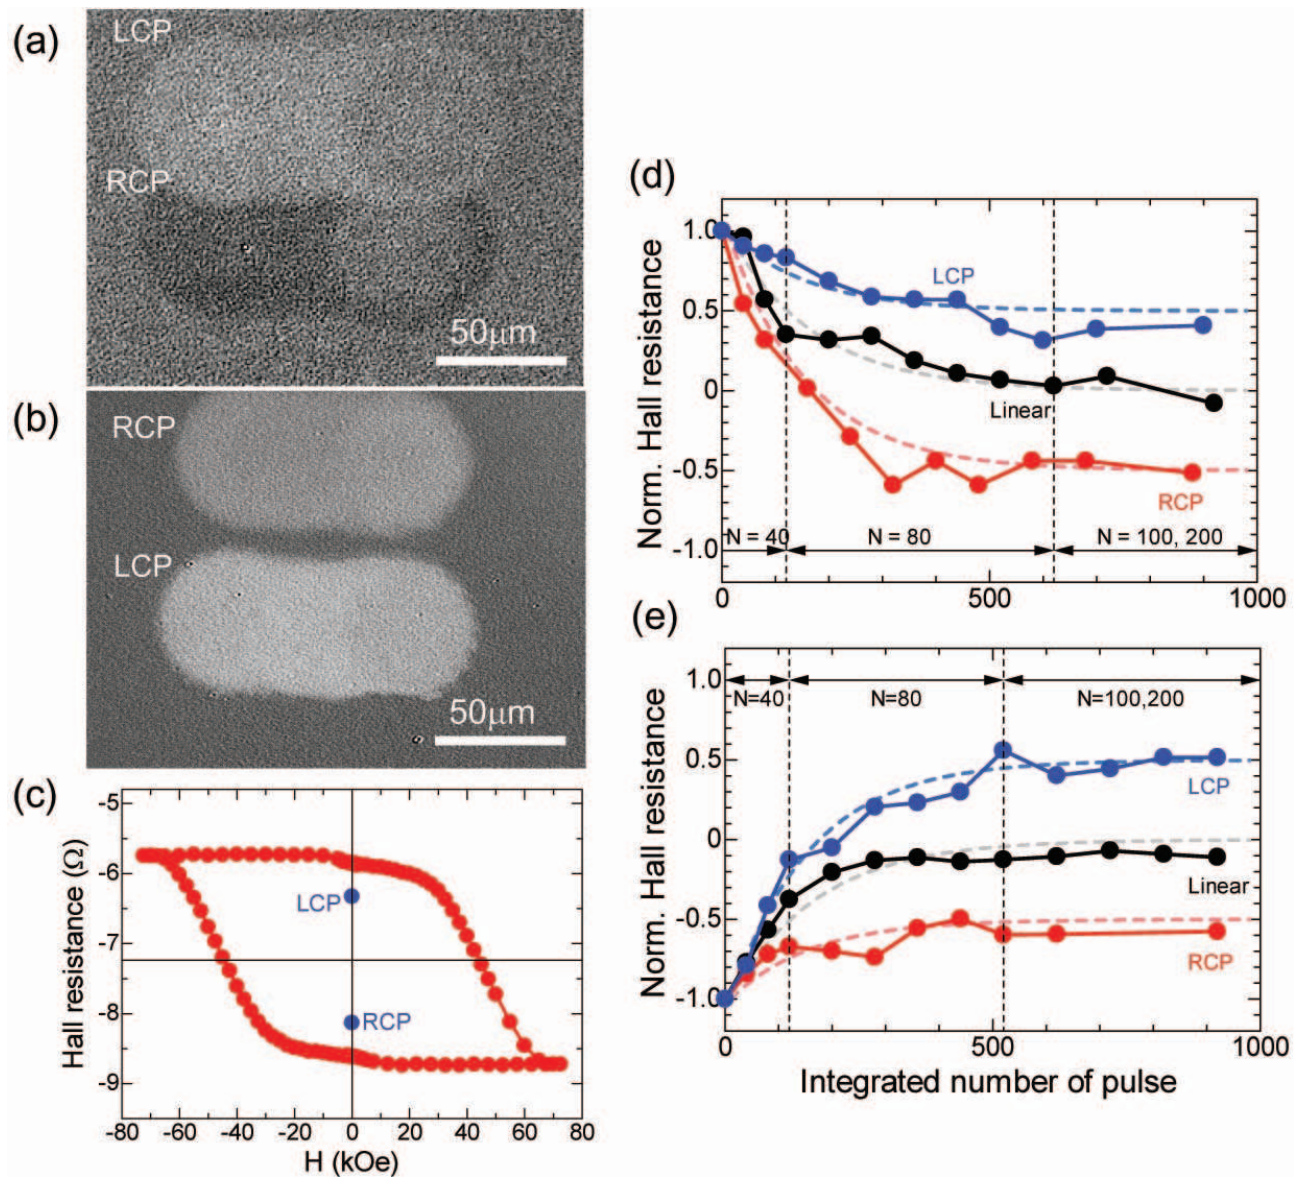 (a)
LCP
RCP
50μm
(b)
RCP
LCP
50μm
(c)
Hall resistance (Ω)
-5
-6
-7
-8
-9
LCP
RCP
-80 -60 -40 -20 0 20 40 60 80
H (kOe)
(d)
Norm. Hall resistance
1.0
0.5
0
-0.5
-1.0
LCP
Linear
RCP
N = 40
N = 80
N = 100, 200
0 500 1000
(e)
Norm. Hall resistance
1.0
0.5
0
-0.5
-1.0
N=40
N=80
N=100,200
LCP
Linear
RCP
0 500 1000
Integrated number of pulse